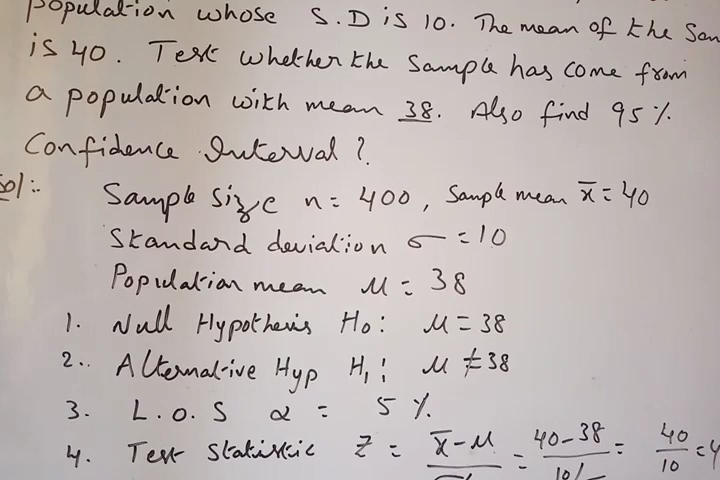 population whose S.D is 10. The mean of the Sam
is 40. Test whether the Sample has come from
a population with mean 38. Also find 95 %
Confidence Interval ?
Sol:-
Sample size n = 400, Sample mean x̄ = 40
Standard deviation σ = 10
Population mean μ = 38
1. Null Hypothesis H₀: μ = 38
2.. Alternative Hyp H₁: μ ≠ 38
3. L.O.S α = 5 %.
4. Test Statistic Z = x̄-μ = 40-38 = 40/10 = 4